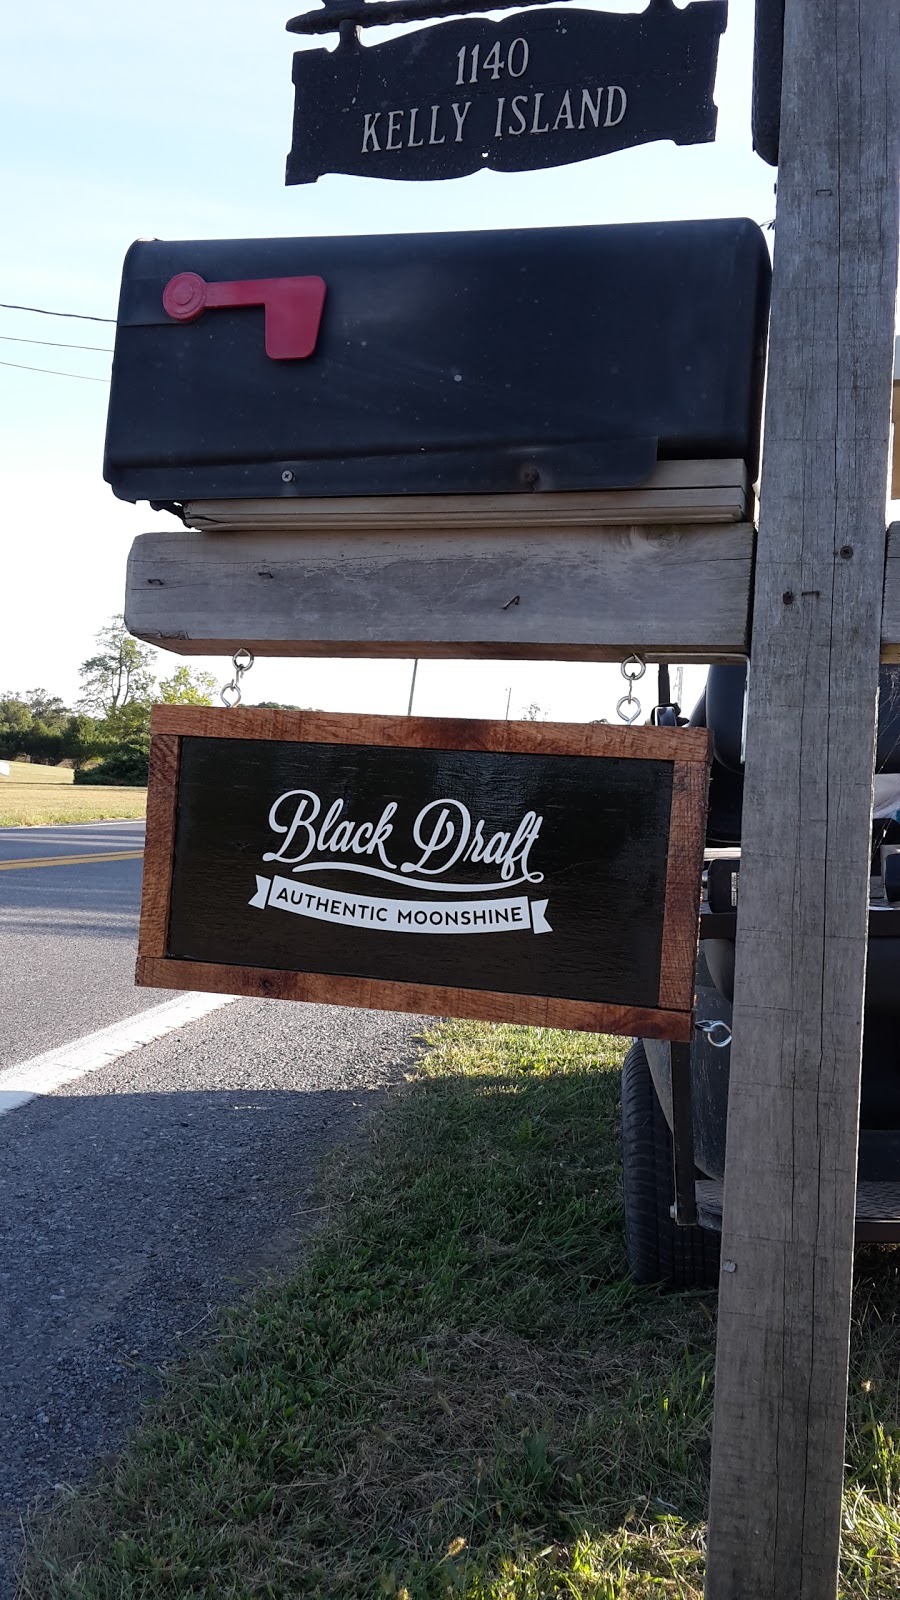 1140
KELLY ISLAND
Black Draft
AUTHENTIC MOONSHINE